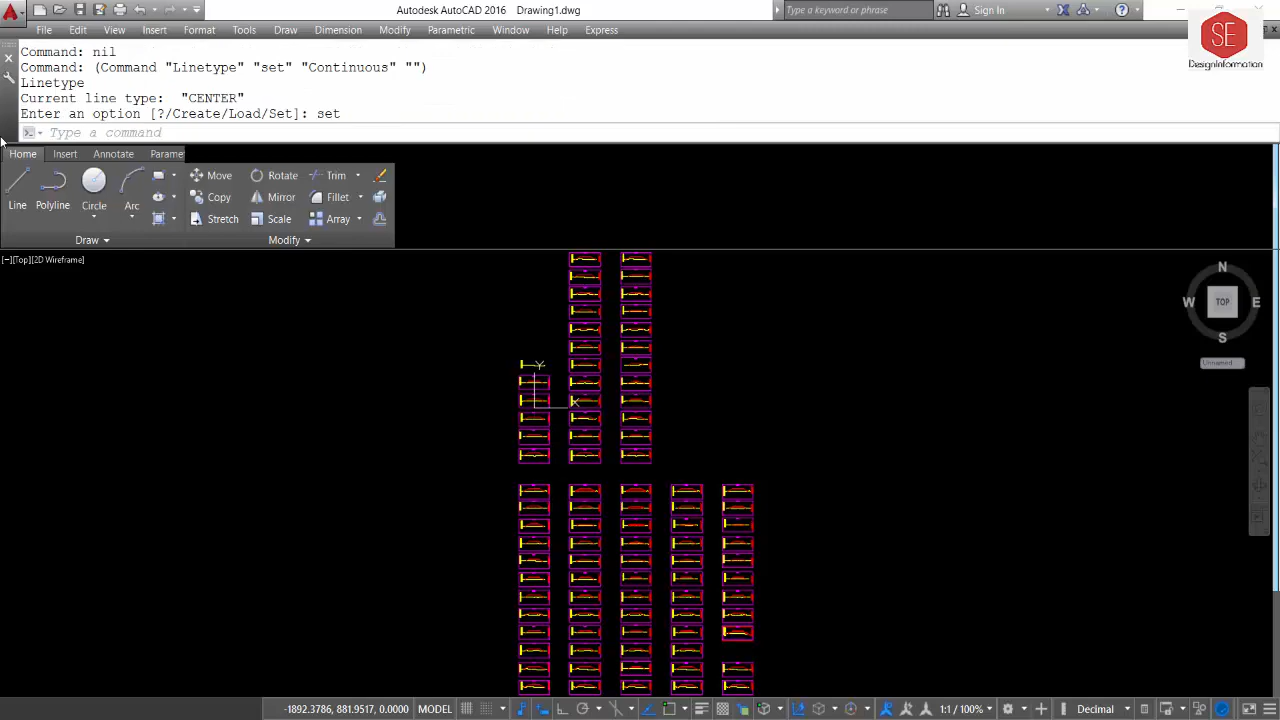 Autodesk AutoCAD 2016 Drawing1.dwg
Type a keyword or phrase
Sign In
SE
DesignInformation
File Edit View Insert Format Tools Draw Dimension Modify Parametric Window Help Express
Command: nil
Command: (Command "Linetype" "set" "Continuous" "")
Linetype
Current line type:  "CENTER"
Enter an option [?/Create/Load/Set]: set
Type a command
Home Insert Annotate Parame
Move Rotate Trim
Line Polyline Circle Arc
Copy Mirror Fillet
Stretch Scale Array
Draw Modify
[−][Top][2D Wireframe]
N
W TOP E
S
Unnamed
Y
X
-1892.3786, 881.9517, 0.0000 MODEL 1:1 / 100% Decimal